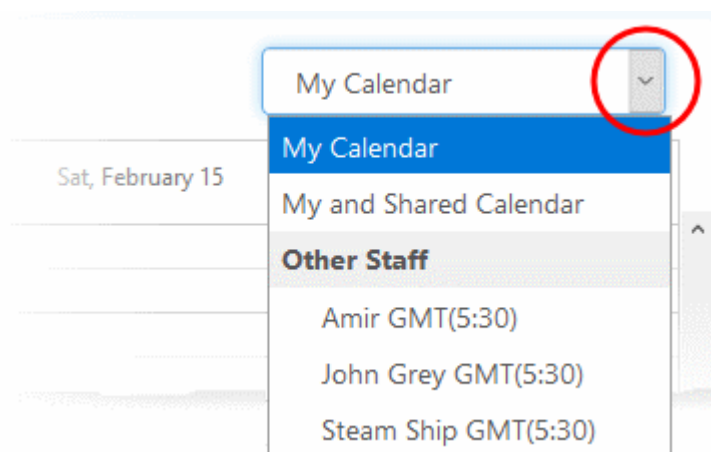 My Calendar
My Calendar
Sat, February 15
My and Shared Calendar
Other Staff
Amir GMT(5:30)
John Grey GMT(5:30)
Steam Ship GMT(5:30)